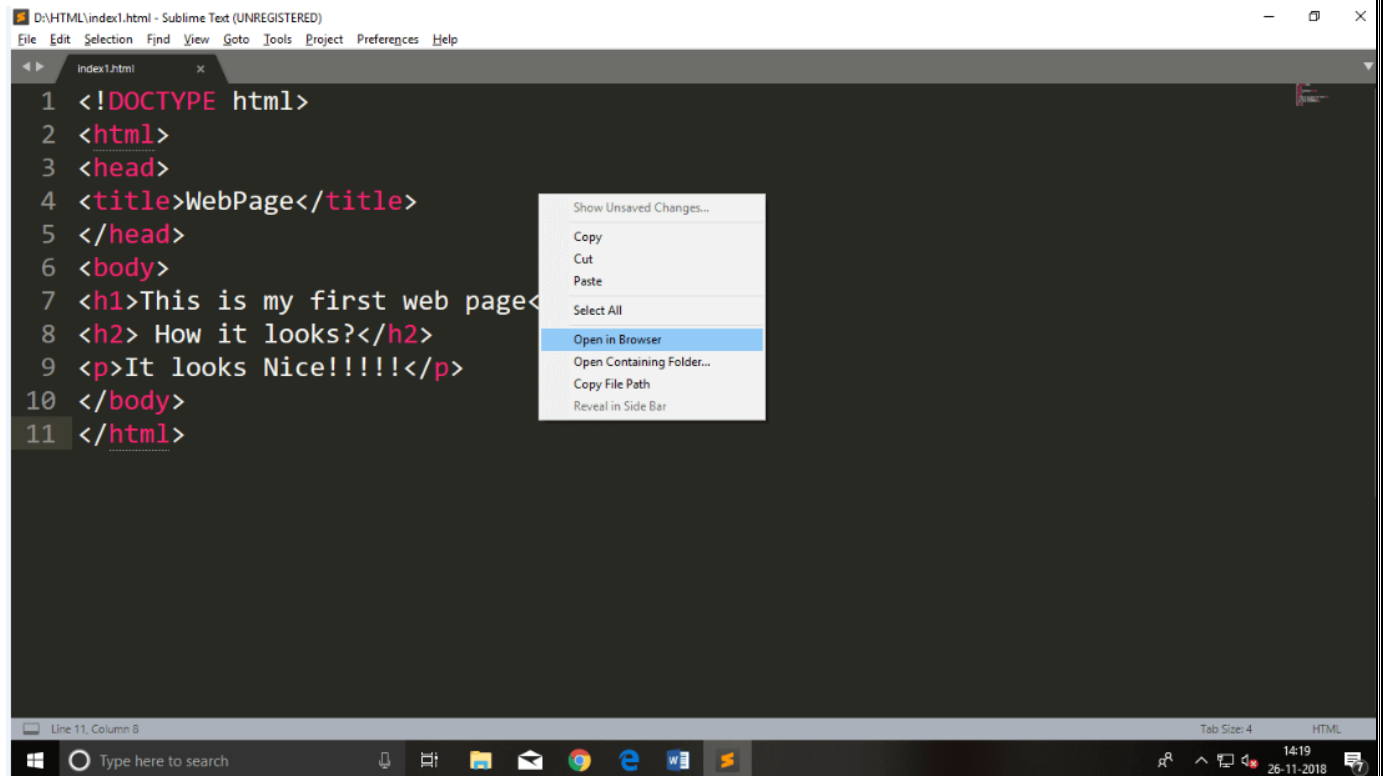 D:\HTML\index1.html - Sublime Text (UNREGISTERED)
File Edit Selection Find View Goto Tools Project Preferences Help
index1.html
1 <!DOCTYPE html>
2 <html>
3 <head>
4 <title>WebPage</title>
5 </head>
6 <body>
7 <h1>This is my first web page<
8 <h2> How it looks?</h2>
9 <p>It looks Nice!!!!!</p>
10 </body>
11 </html>
Show Unsaved Changes...
Copy
Cut
Paste
Select All
Open in Browser
Open Containing Folder...
Copy File Path
Reveal in Side Bar
Line 11, Column 8 Tab Size: 4 HTML
Type here to search
14:19
26-11-2018
7